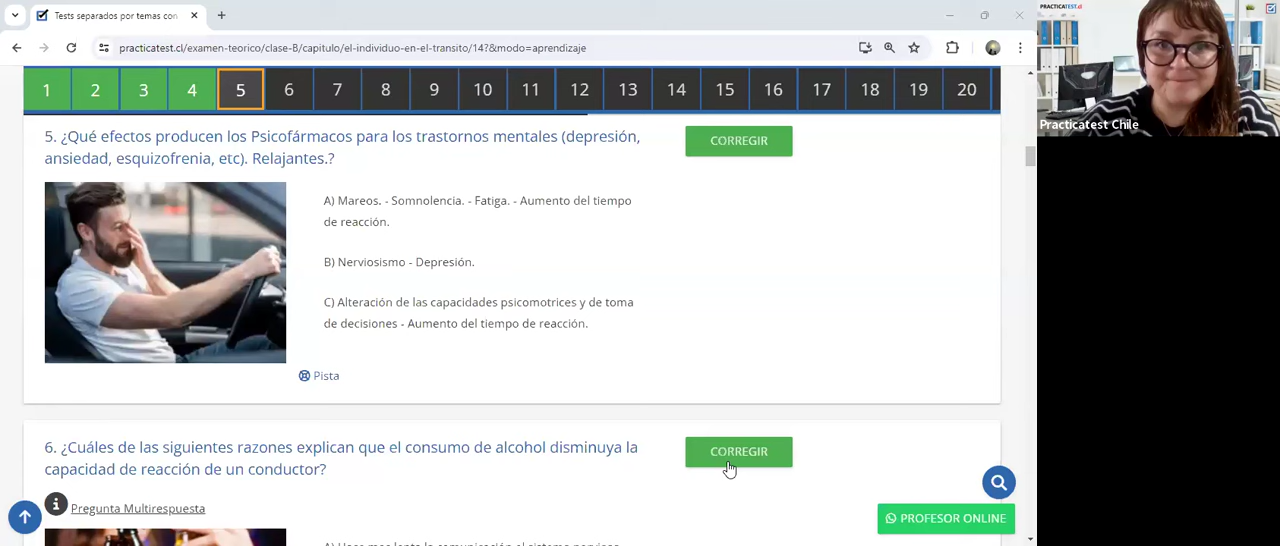 Tests separados por temas con
practicatest.cl/examen-teorico/clase-B/capitulo/el-individuo-en-el-transito/14?&modo=aprendizaje
PRACTICATEST.cl
Practicatest Chile
1 2 3 4 5 6 7 8 9 10 11 12 13 14 15 16 17 18 19 20
5. ¿Qué efectos producen los Psicofármacos para los trastornos mentales (depresión,
ansiedad, esquizofrenia, etc). Relajantes.?
CORREGIR
A) Mareos. - Somnolencia. - Fatiga. - Aumento del tiempo
de reacción.
B) Nerviosismo - Depresión.
C) Alteración de las capacidades psicomotrices y de toma
de decisiones - Aumento del tiempo de reacción.
Pista
6. ¿Cuáles de las siguientes razones explican que el consumo de alcohol disminuya la
capacidad de reacción de un conductor?
CORREGIR
Pregunta Multirespuesta
PROFESOR ONLINE